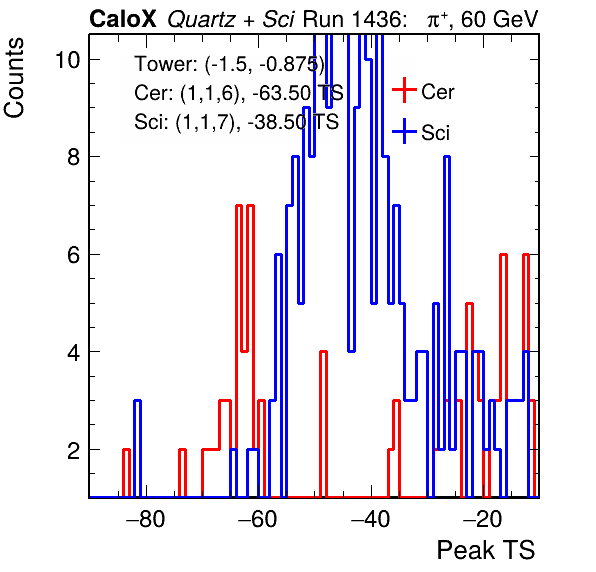 CaloX Quartz + Sci Run 1436: π+, 60 GeV
Counts
Tower: (-1.5, -0.875)
Cer: (1,1,6), -63.50 TS
Sci: (1,1,7), -38.50 TS
Cer
Sci
10
8
6
4
2
−80 −60 −40 −20
Peak TS